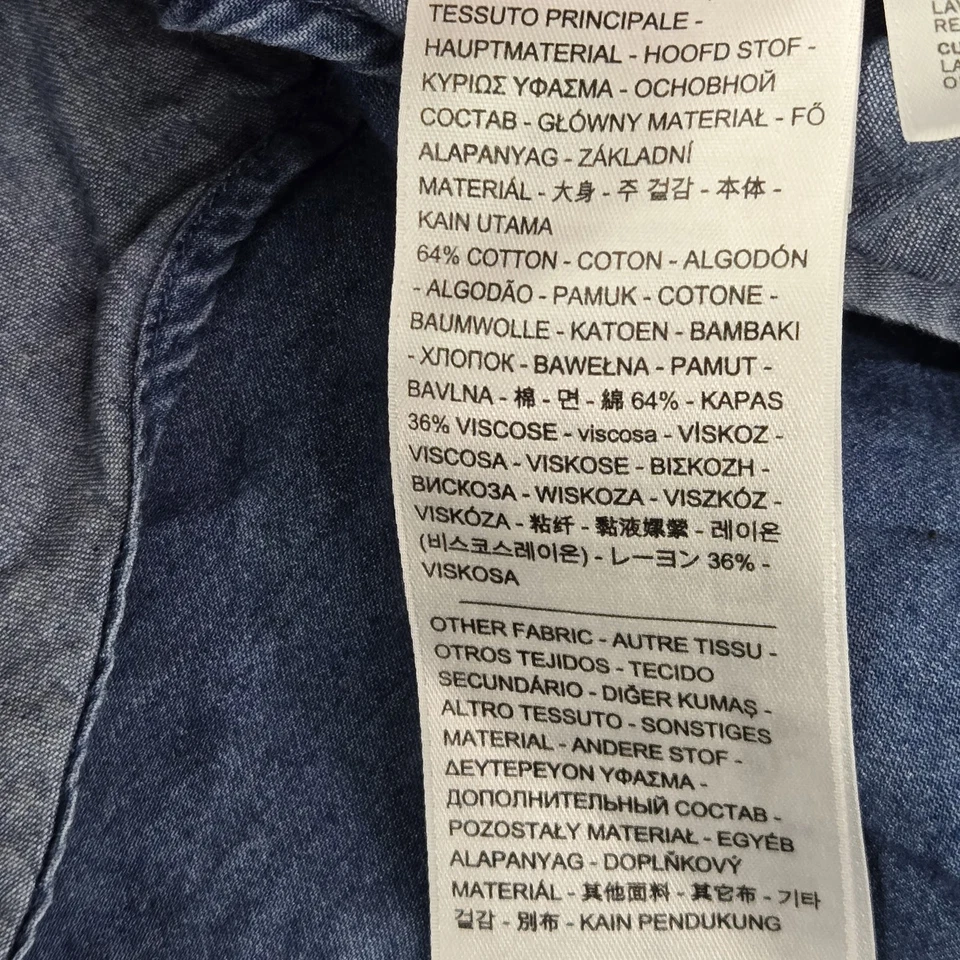 TESSUTO PRINCIPALE -
HAUPTMATERIAL - HOOFD STOF -
ΚΥΡΙΩΣ ΥΦΑΣΜΑ - ОСНОВНОЙ
СОСТАВ - GŁÓWNY MATERIAŁ - FŐ
ALAPANYAG - ZÁKLADNÍ
MATERIÁL - 大身 - 주 겉감 - 本体 -
KAIN UTAMA
64% COTTON - COTON - ALGODÓN
- ALGODÃO - PAMUK - COTONE -
BAUMWOLLE - KATOEN - BAMBAKI
- ХЛОПОК - BAWEŁNA - PAMUT -
BAVLNA - 棉 - 면 - 綿 64% - KAPAS
36% VISCOSE - viscosa - VİSKOZ -
VISCOSA - VISKOSE - ΒΙΣΚΟΖΗ -
ВИСКОЗА - WISKOZA - VISZKÓZ -
VISKÓZA - 粘纤 - 黏液嫘縈 - 레이온
(비스코스레이온) - レーヨン 36% -
VISKOSA
OTHER FABRIC - AUTRE TISSU -
OTROS TEJIDOS - TECIDO
SECUNDÁRIO - DIĞER KUMAŞ -
ALTRO TESSUTO - SONSTIGES
MATERIAL - ANDERE STOF -
ΔΕΥΤΕΡΕΥΟΝ ΥΦΑΣΜΑ -
ДОПОЛНИТЕЛЬНЫЙ СОСТАВ -
POZOSTAŁY MATERIAŁ - EGYÉB
ALAPANYAG - DOPLŇKOVÝ
MATERIÁL - 其他面料 - 其它布 - 기타
겉감 - 別布 - KAIN PENDUKUNG
LAV
RE
CU
LA